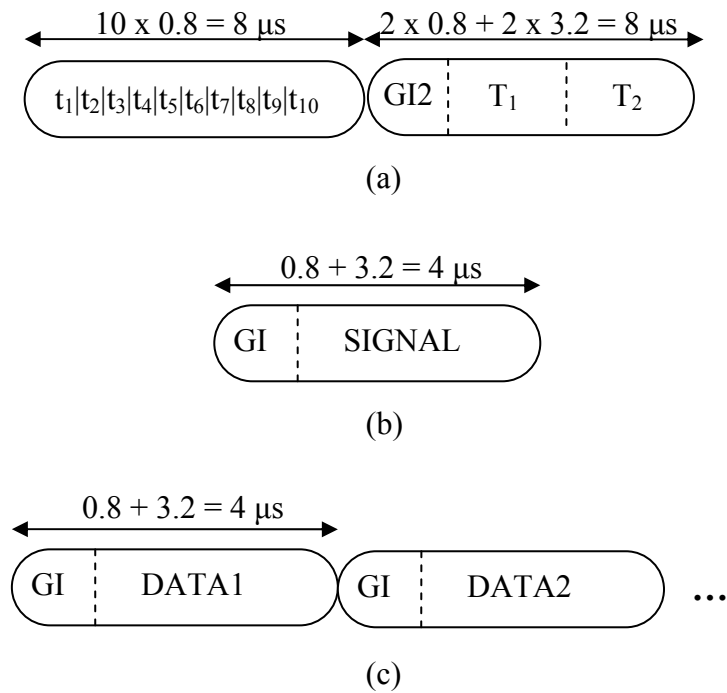 10 x 0.8 = 8 μs 2 x 0.8 + 2 x 3.2 = 8 μs
t₁|t₂|t₃|t₄|t₅|t₆|t₇|t₈|t₉|t₁₀ GI2 T₁ T₂
(a)
0.8 + 3.2 = 4 μs
GI SIGNAL
(b)
0.8 + 3.2 = 4 μs
GI DATA1 GI DATA2 ...
(c)